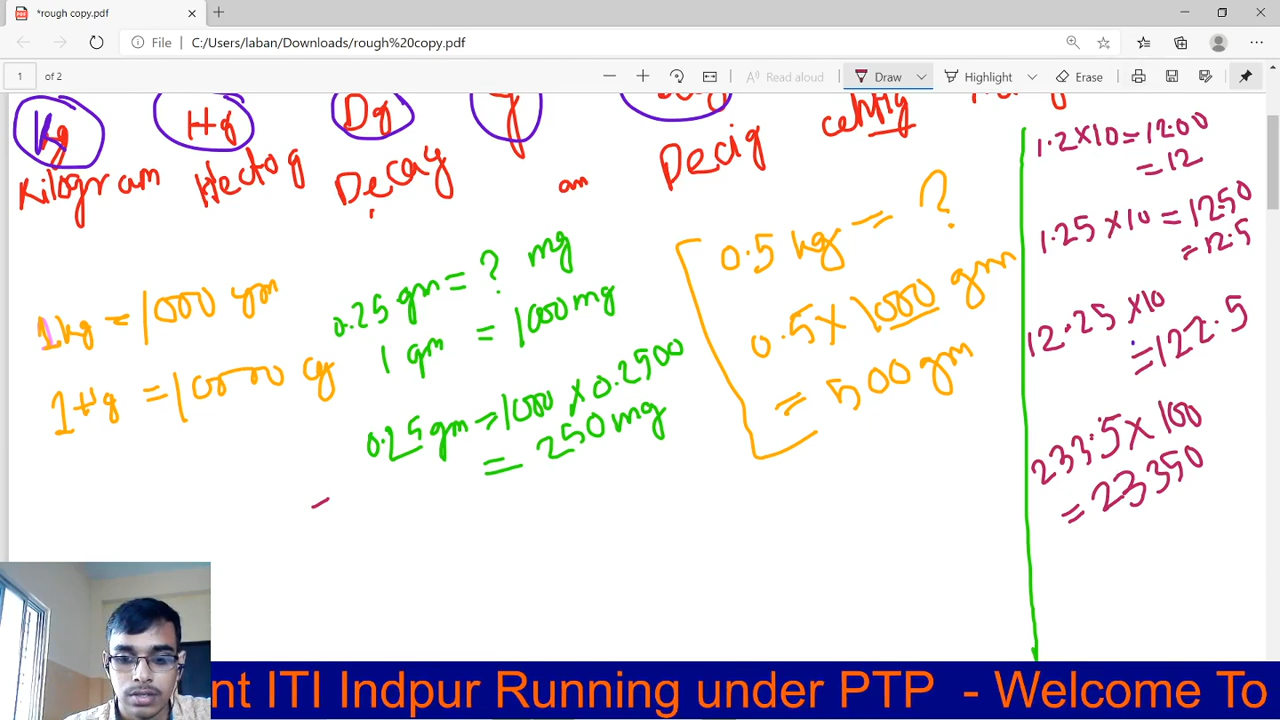 *rough copy.pdf
File C:/Users/laban/Downloads/rough%20copy.pdf
1 of 2
Read aloud
Draw
Highlight
Erase
Kg Hg Dg g
Kilogram Hectog Decag am Decig centig
1kg = 1000 gm
1Hg = 10000 cg
0.25 gm = ? mg
1 gm = 1000mg
0.25 gm = 1000 × 0.2500
= 250 mg
0.5 kg = ?
0.5 × 1000 gm
= 500 gm
1.2×10 = 12.00
= 12
1.25 ×10 = 12.50
= 12.5
12.25 ×10
= 122.5
233.5 × 100
= 23350
nt ITI Indpur Running under PTP - Welcome To